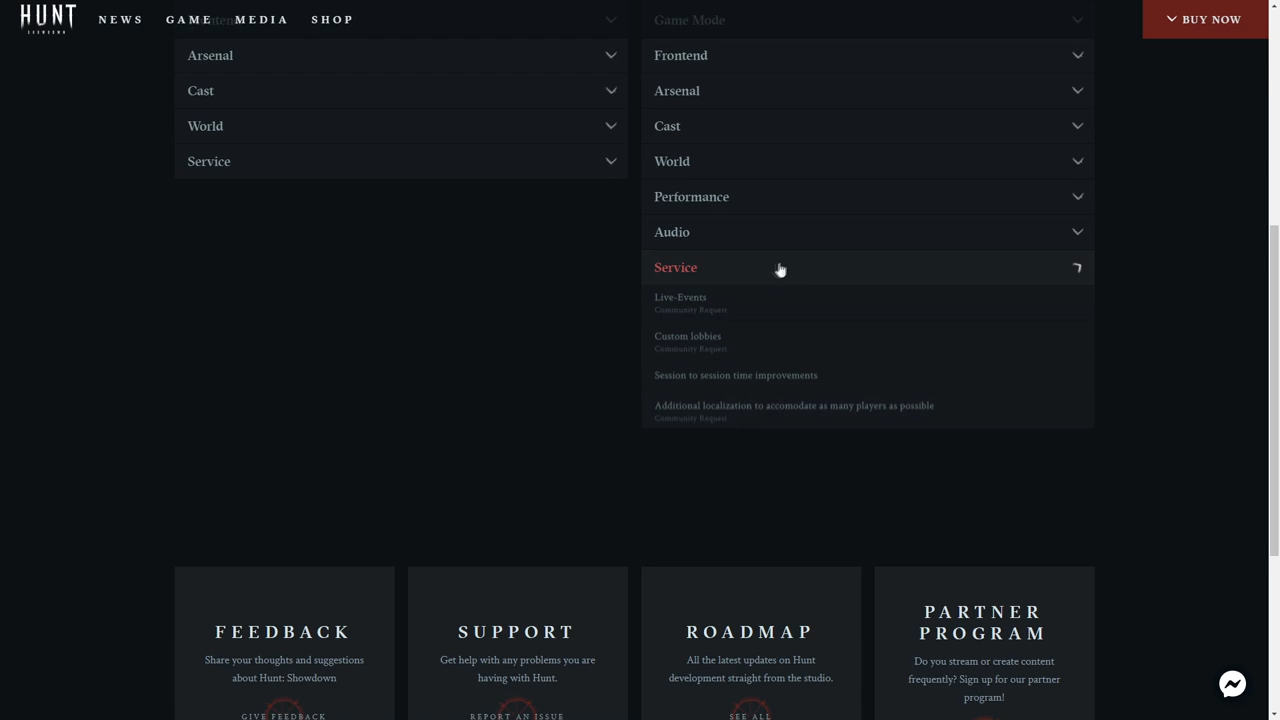 HUNT
SHOWDOWN
NEWS
GAME
MEDIA
SHOP
BUY NOW
Arsenal
Cast
World
Service
Game Mode
Frontend
Arsenal
Cast
World
Performance
Audio
Service
Live-Events
Community Request
Custom lobbies
Community Request
Session to session time improvements
Additional localization to accomodate as many players as possible
Community Request
FEEDBACK
Share your thoughts and suggestions
about Hunt: Showdown
GIVE FEEDBACK
SUPPORT
Get help with any problems you are
having with Hunt.
REPORT AN ISSUE
ROADMAP
All the latest updates on Hunt
development straight from the studio.
SEE ALL
PARTNER
PROGRAM
Do you stream or create content
frequently? Sign up for our partner
program!